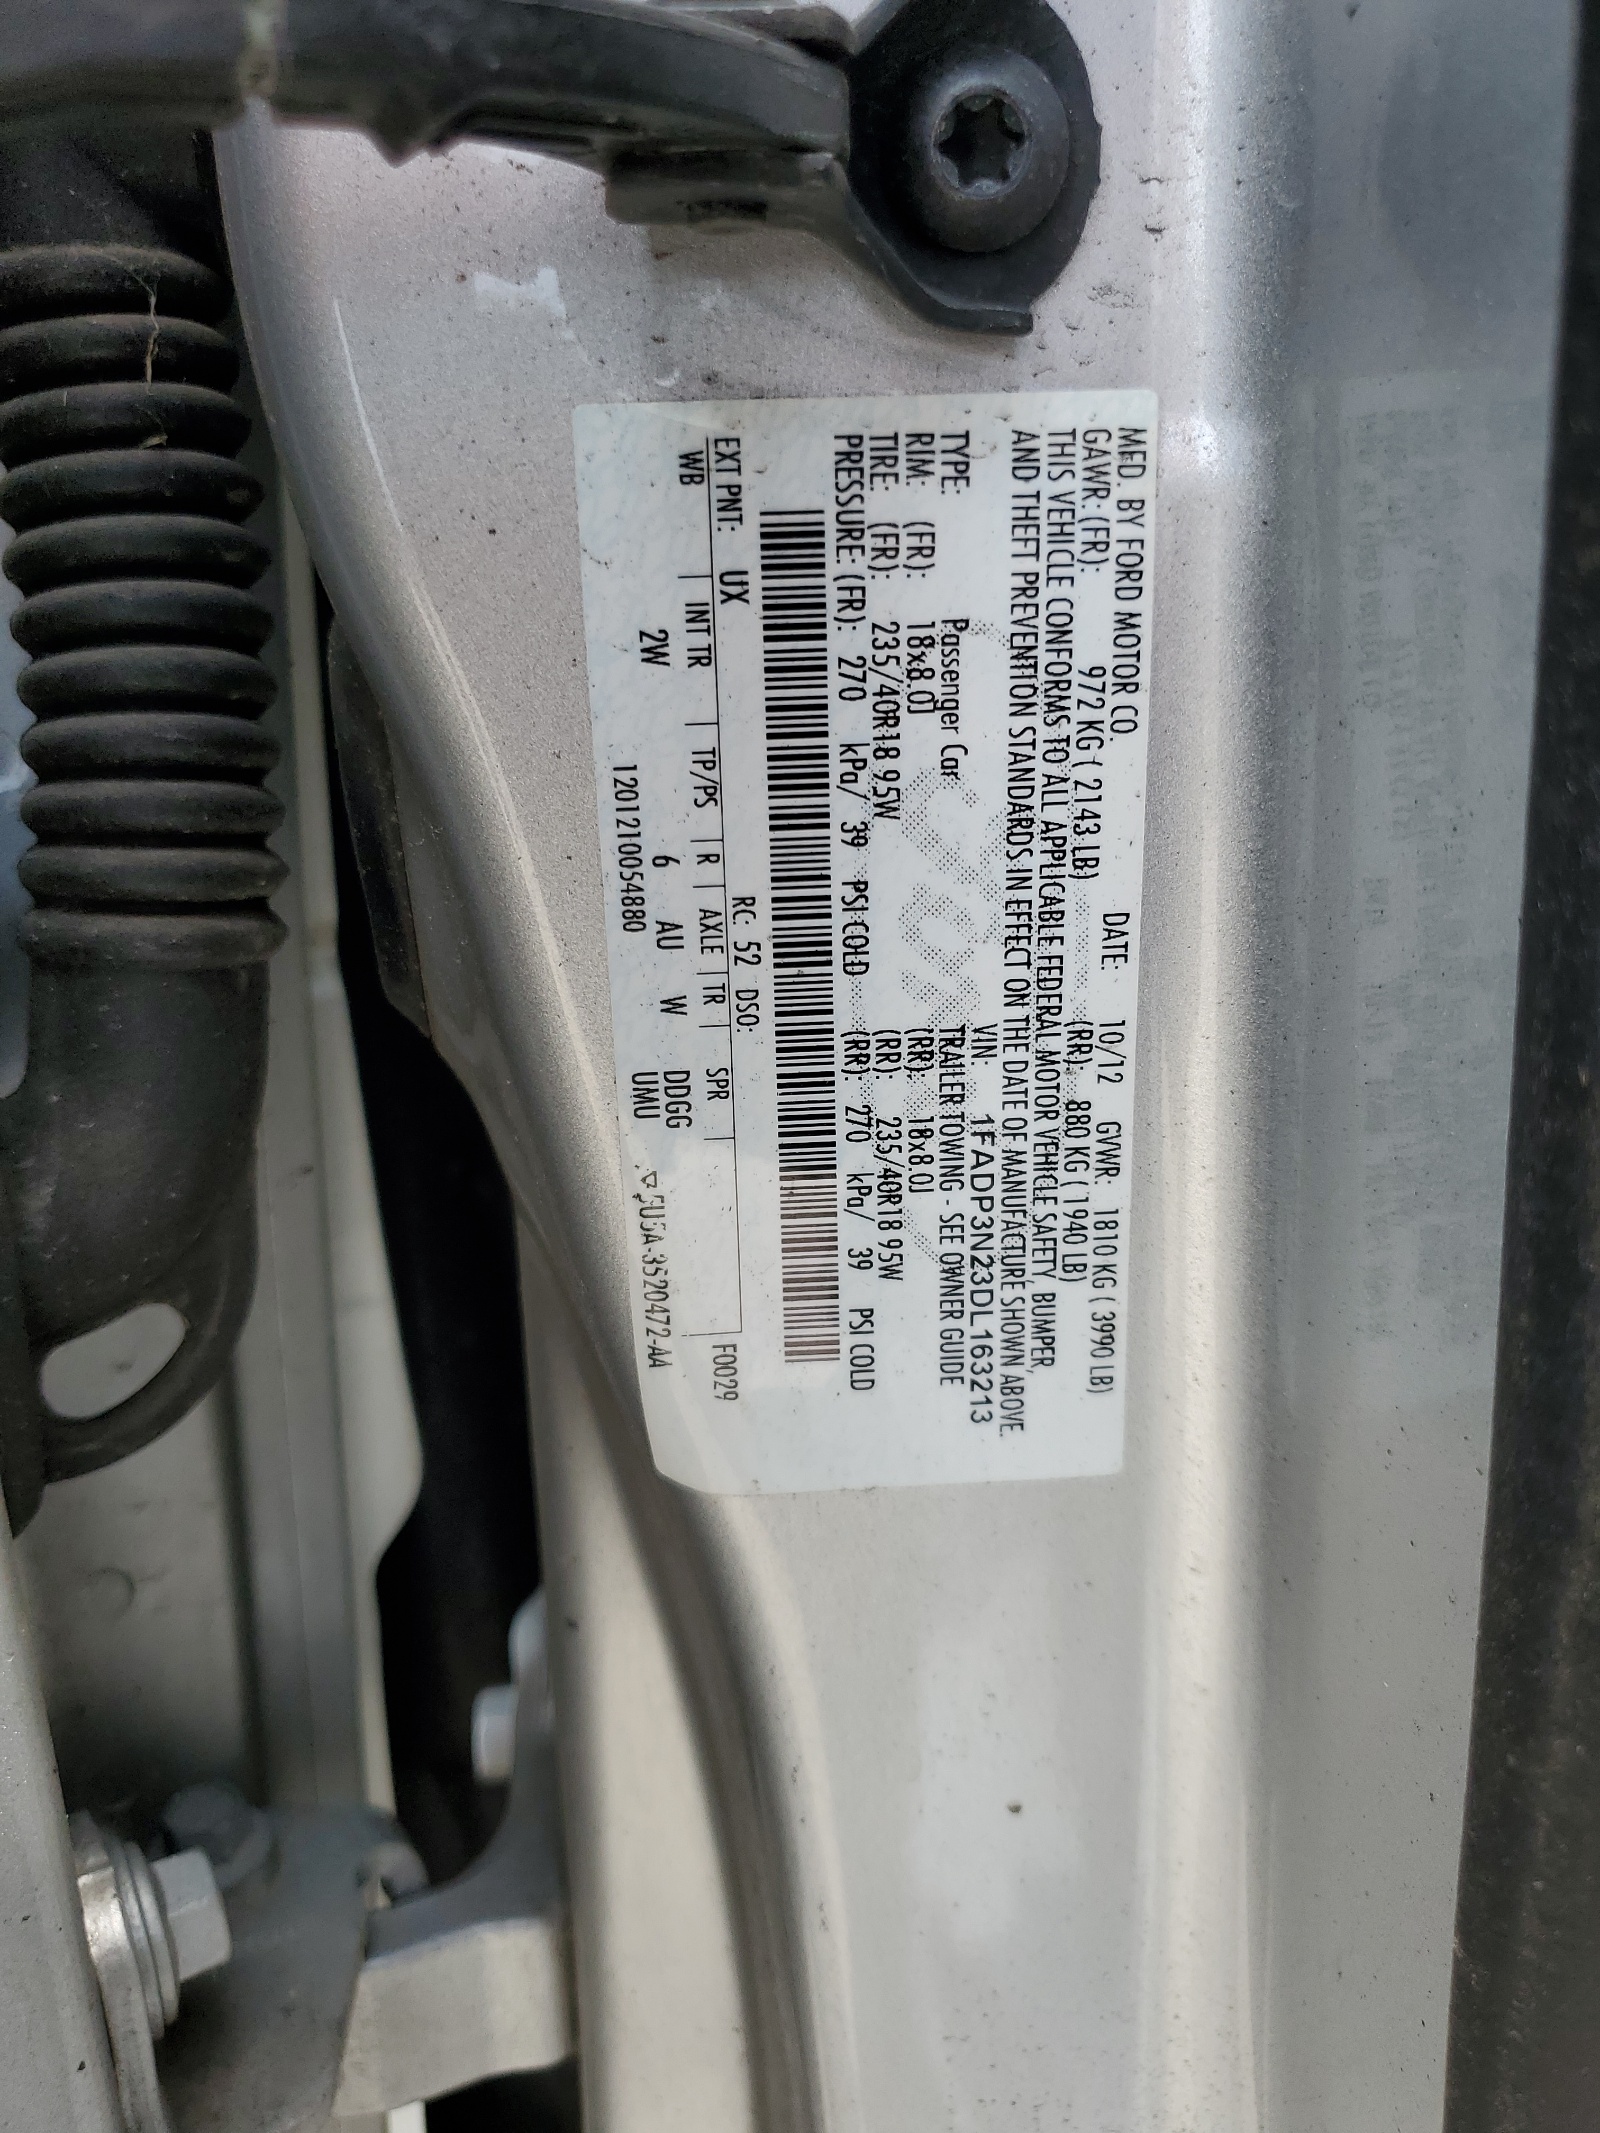 MFD. BY FORD MOTOR CO.
DATE: 10/12 GVWR: 1810 KG ( 3990 LB)
GAWR: (FR): 972 KG ( 2143 LB) (RR): 880 KG ( 1940 LB)
THIS VEHICLE CONFORMS TO ALL APPLICABLE FEDERAL MOTOR VEHICLE SAFETY, BUMPER,
AND THEFT PREVENTION STANDARDS IN EFFECT ON THE DATE OF MANUFACTURE SHOWN ABOVE.
VIN: 1FADP3N23DL163213
TYPE: Passenger Car TRAILER TOWING - SEE OWNER GUIDE
RIM: (FR): 18x8.0J (RR): 18x8.0J
TIRE: (FR): 235/40R18 95W (RR): 235/40R18 95W
PRESSURE: (FR): 270 kPa/ 39 PSI COLD (RR): 270 kPa/ 39 PSI COLD
EXT PNT: UX RC: 52 DSO: F0029
WB INT TR TP/PS R AXLE TR SPR
2W 6 AU W DDGG
120121005488O UMU 3520472-AA